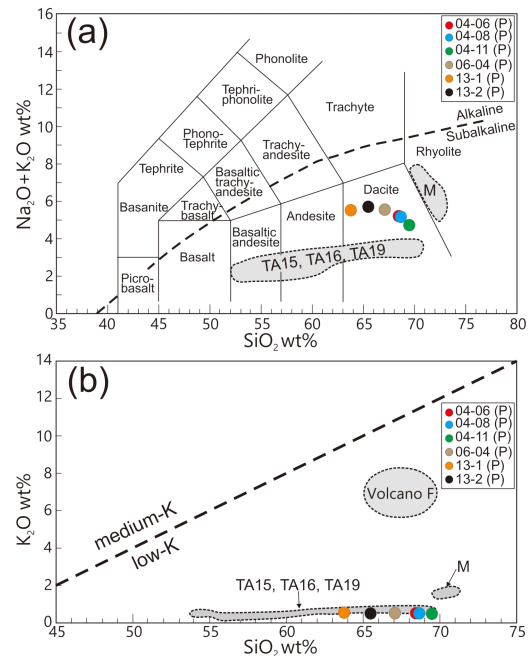 (a)
16
14
12
10
8
6
4
2
0
Na2O+K2O wt%
35 40 45 50 55 60 65 70 75 80
SiO2 wt%
04-06 (P)
04-08 (P)
04-11 (P)
06-04 (P)
13-1 (P)
13-2 (P)
Phonolite
Tephri-
phonolite
Trachyte
Alkaline
Subalkaline
Phono-
Tephrite
Trachy-
andesite
Rhyolite
Tephrite
Basaltic
trachy-
andesite
Dacite
M
Basanite
Trachy-
basalt
Andesite
Basaltic
andesite
Basalt
Picro-
basalt
TA15, TA16, TA19
(b)
14
12
10
8
6
4
2
0
K2O wt%
45 50 55 60 65 70 75
SiO2 wt%
04-06 (P)
04-08 (P)
04-11 (P)
06-04 (P)
13-1 (P)
13-2 (P)
medium-K
low-K
Volcano F
TA15, TA16, TA19
M